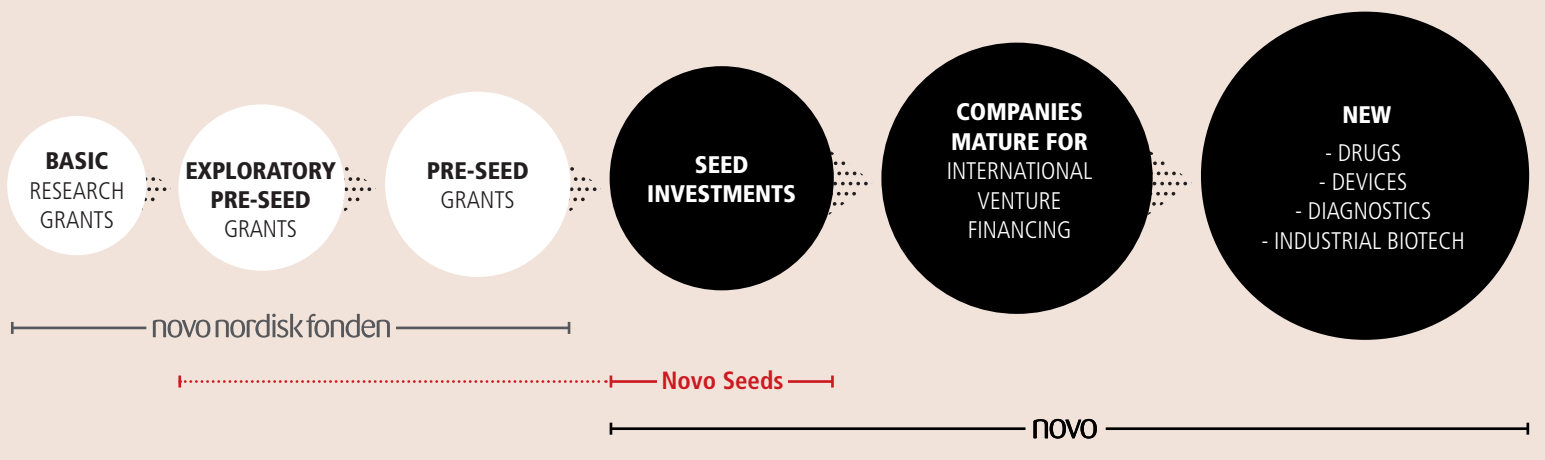 BASIC
RESEARCH
GRANTS
EXPLORATORY
PRE-SEED
GRANTS
PRE-SEED
GRANTS
SEED
INVESTMENTS
COMPANIES
MATURE FOR
INTERNATIONAL
VENTURE
FINANCING
NEW
- DRUGS
- DEVICES
- DIAGNOSTICS
- INDUSTRIAL BIOTECH
novo nordisk fonden
Novo Seeds
novo